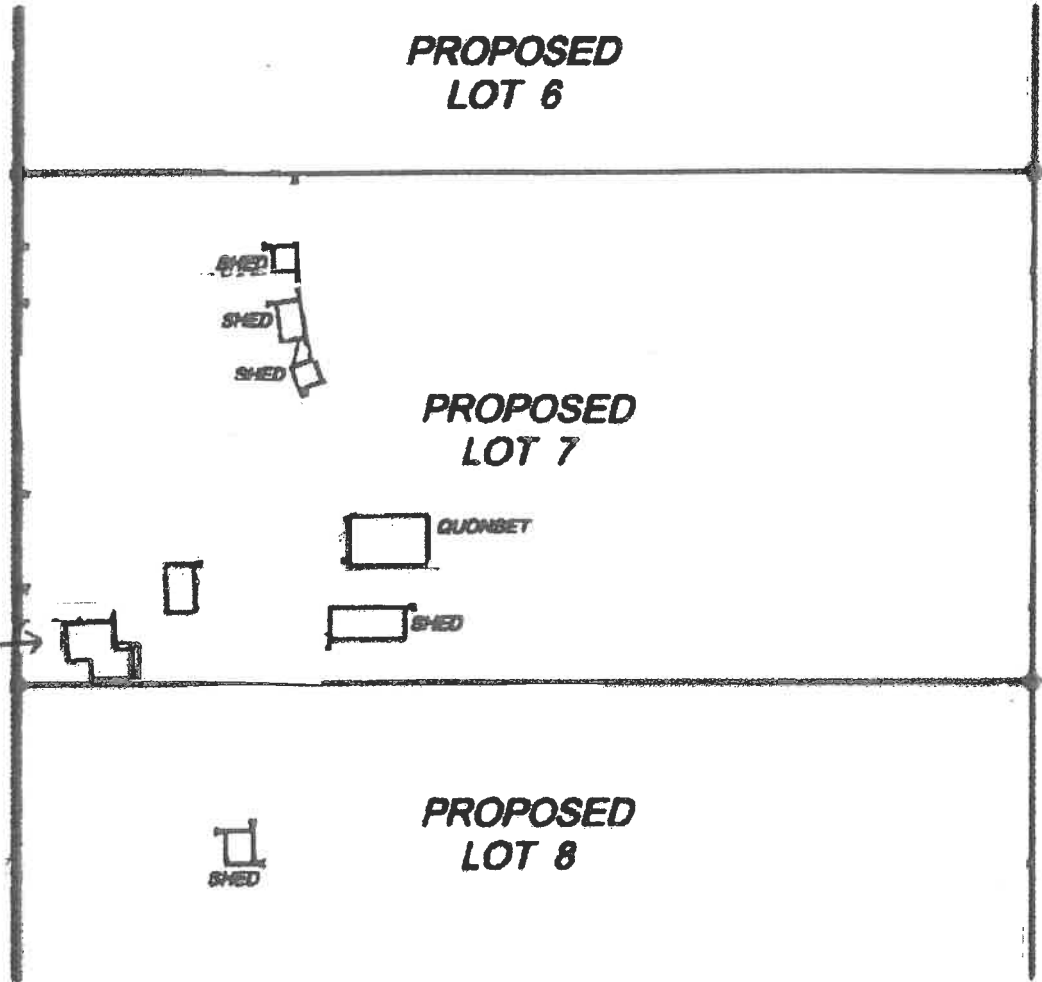 PROPOSED
LOT 6
SHED
SHED
SHED
PROPOSED
LOT 7
QUONSET
SHED
PROPOSED
LOT 8
SHED